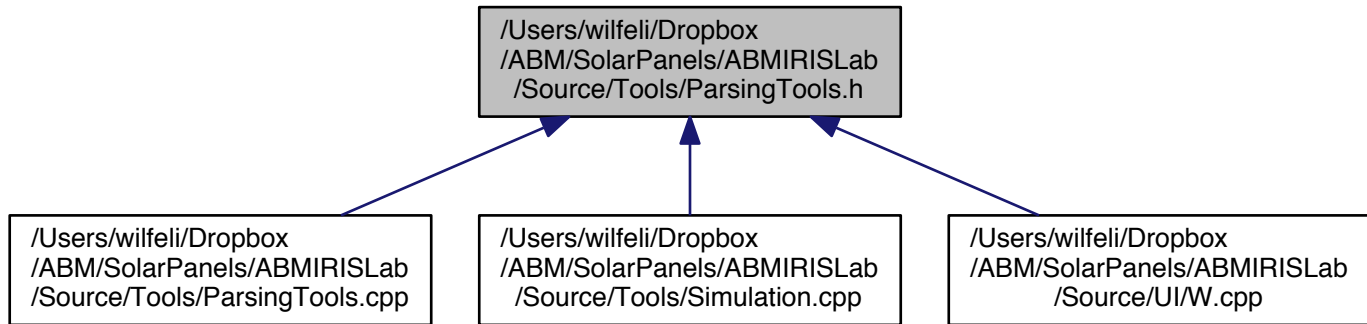 /Users/wilfeli/Dropbox
/ABM/SolarPanels/ABMIRISLab
/Source/Tools/ParsingTools.h
/Users/wilfeli/Dropbox
/ABM/SolarPanels/ABMIRISLab
/Source/Tools/ParsingTools.cpp
/Users/wilfeli/Dropbox
/ABM/SolarPanels/ABMIRISLab
/Source/Tools/Simulation.cpp
/Users/wilfeli/Dropbox
/ABM/SolarPanels/ABMIRISLab
/Source/UI/W.cpp